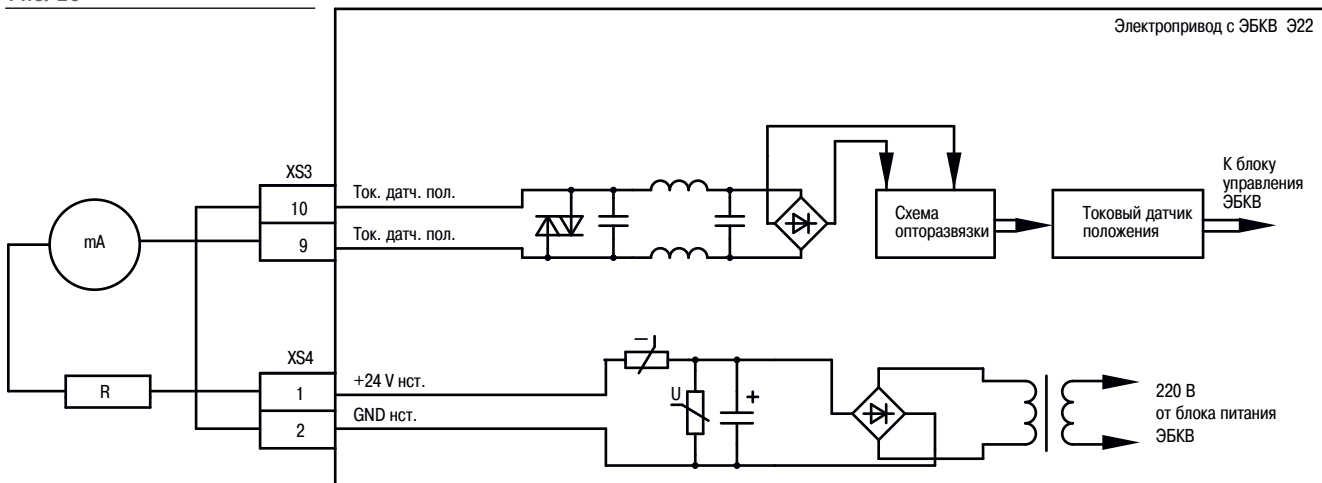 Электропривод с ЭБКВ Э22
XS3
10
9
Ток. датч. пол.
Ток. датч. пол.
mA
R
XS4
1
2
+24 V нст.
GND нст.
–
U
+
Схема
опторазвязки
Токовый датчик
положения
К блоку
управления
ЭБКВ
220 В
от блока питания
ЭБКВ